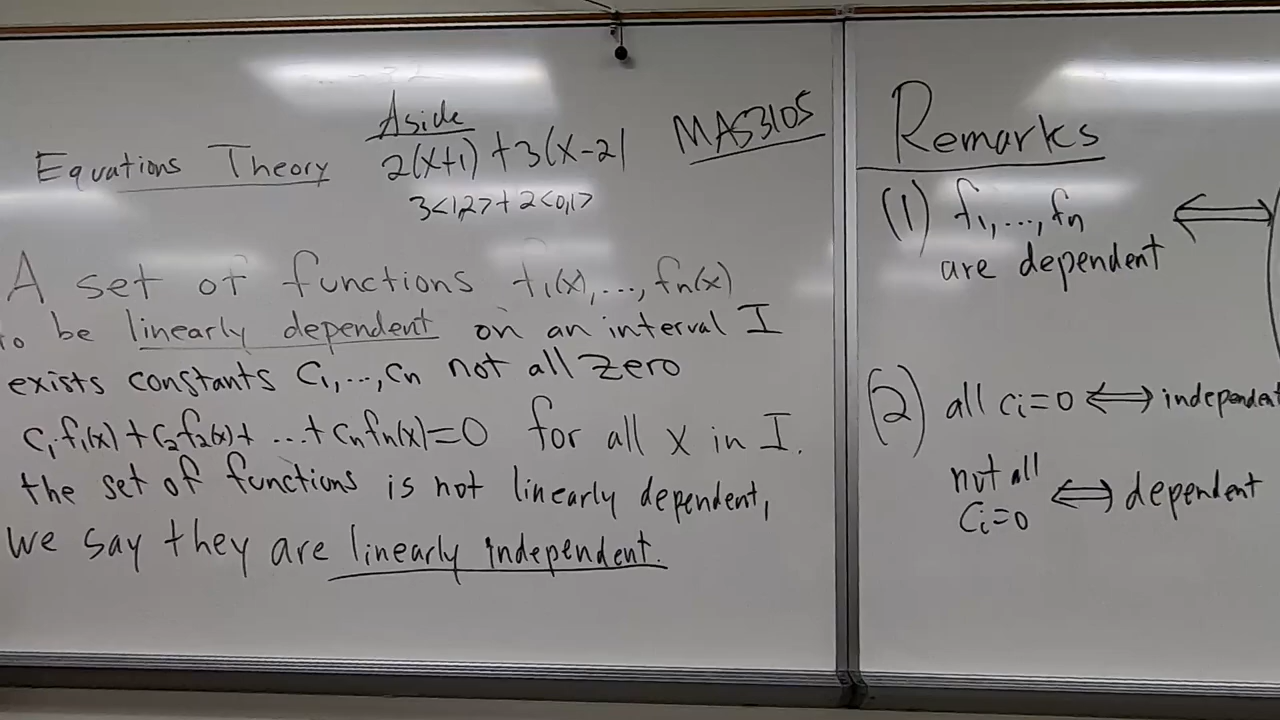 Equations Theory
Aside
2(x+1)+3(x-2)
3<1,2>+2<0,1>
MAS3105
A set of functions f1(x),...,fn(x)
to be linearly dependent on an interval I
exists constants c1,...,cn not all zero
c1f1(x)+c2f2(x)+ ...+cnfn(x)=0 for all x in I.
the set of functions is not linearly dependent,
we say they are linearly independent.
Remarks
(1) f1,...,fn ⟺
are dependent
(2) all ci=0 ⟺ independent
not all
ci=0 ⟺ dependent